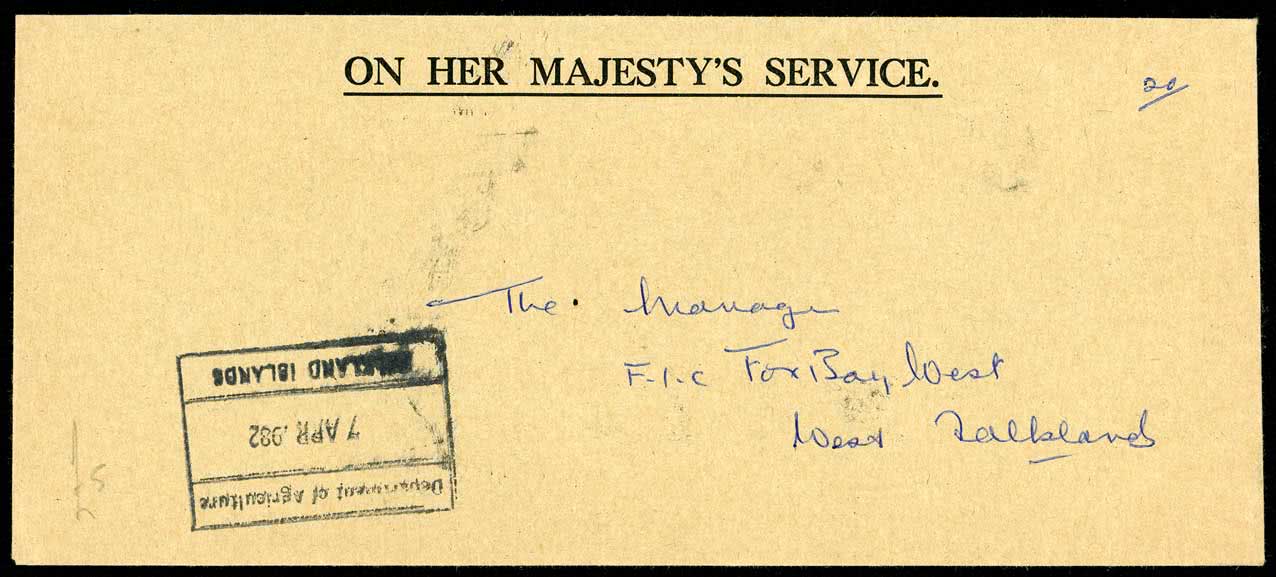 ON HER MAJESTY'S SERVICE.
20
The Manager
F.I.C Fox Bay West
West Falkland
Department of Agriculture
7 APR .982
FALKLAND ISLANDS